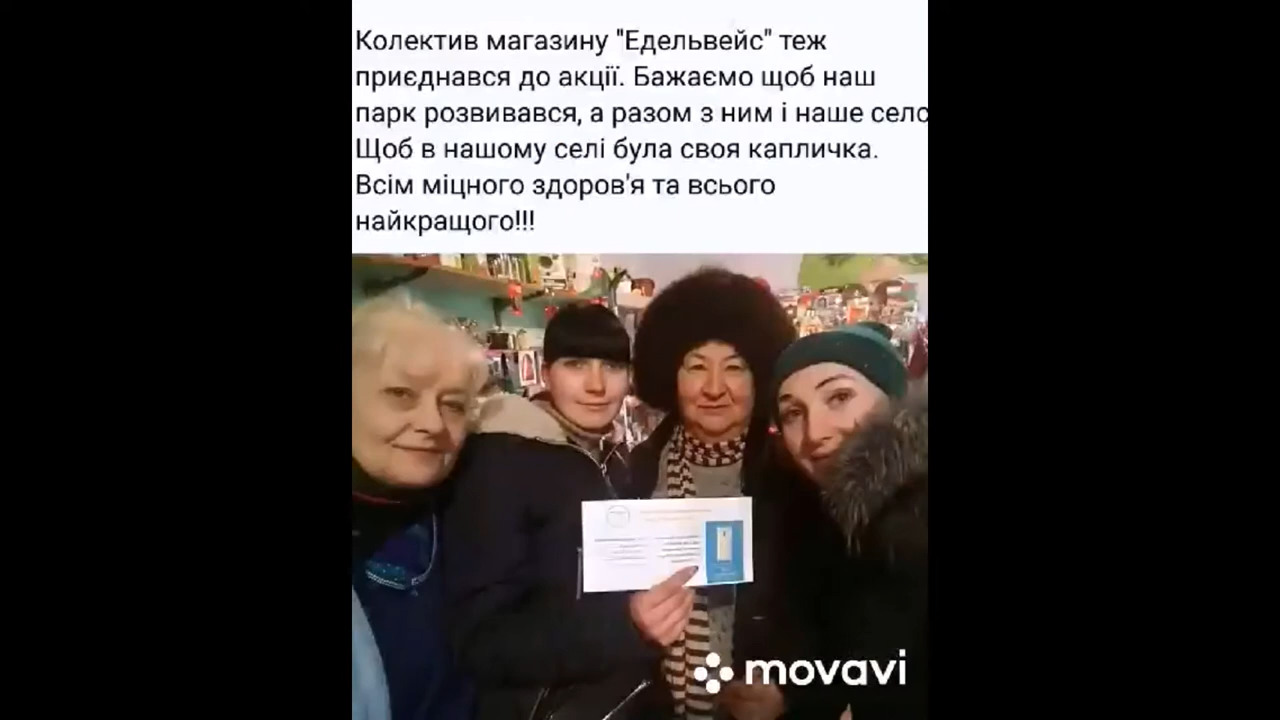 Колектив магазину "Едельвейс" теж
приєднався до акції. Бажаємо щоб наш
парк розвивався, а разом з ним і наше село
Щоб в нашому селі була своя капличка.
Всім міцного здоров'я та всього
найкращого!!!
movavi